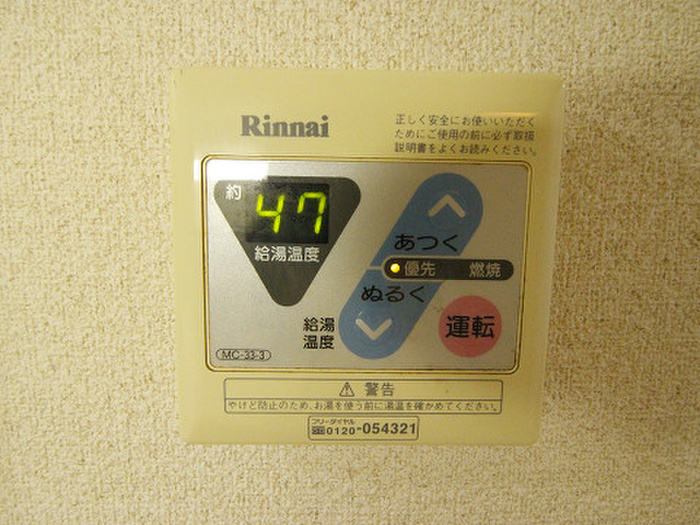 Rinnai
正しく安全にお使いいただく
ためにご使用の前に必ず取扱
説明書をよくお読みください。
約
47
給湯温度
あつく
優先 燃焼
ぬるく
給湯
温度
運転
MC-33-3
警告
やけど防止のため、お湯を使う前に湯温を確かめてください。
フリーダイヤル
0120-054321